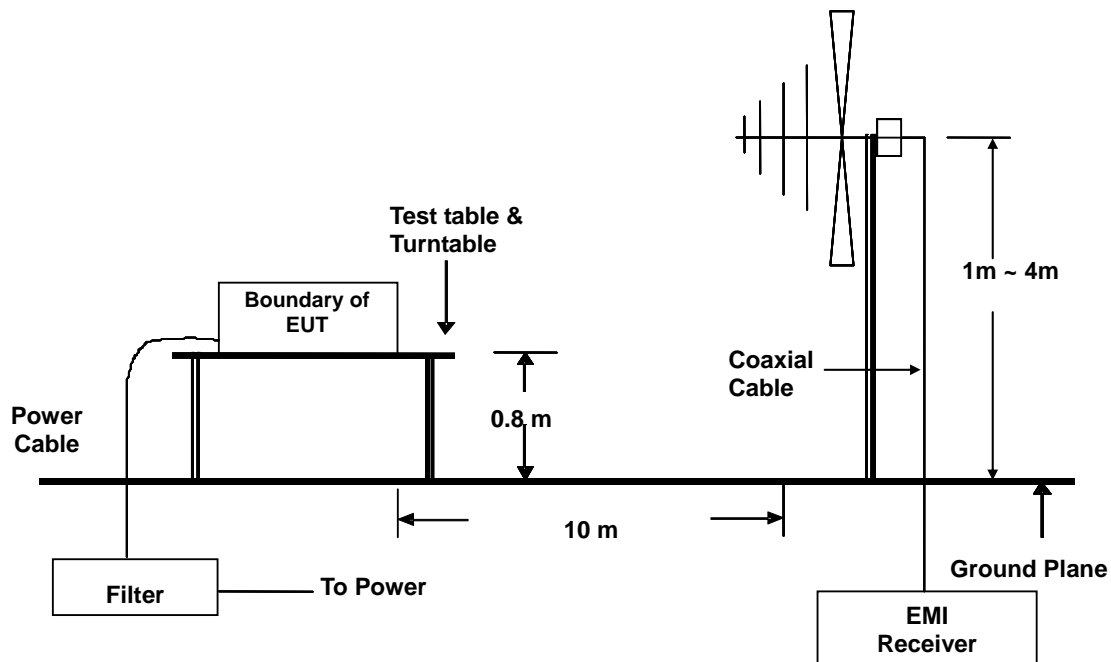 Test table &
Turntable
Boundary of
EUT
1m ~ 4m
Coaxial
Cable
0.8 m
Power
Cable
10 m
Ground Plane
Filter
To Power
EMI
Receiver